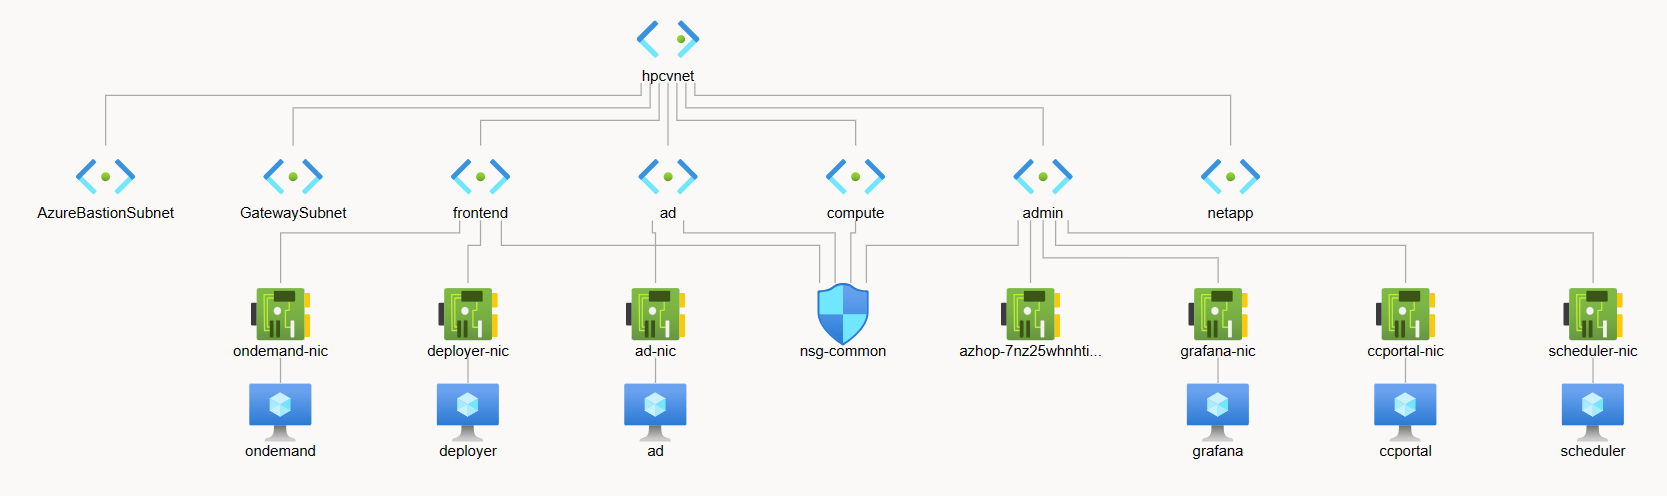 hpcvnet
AzureBastionSubnet
GatewaySubnet
frontend
ad
compute
admin
netapp
ondemand-nic
deployer-nic
ad-nic
nsg-common
azhop-7nz25whnhti...
grafana-nic
ccportal-nic
scheduler-nic
ondemand
deployer
ad
grafana
ccportal
scheduler